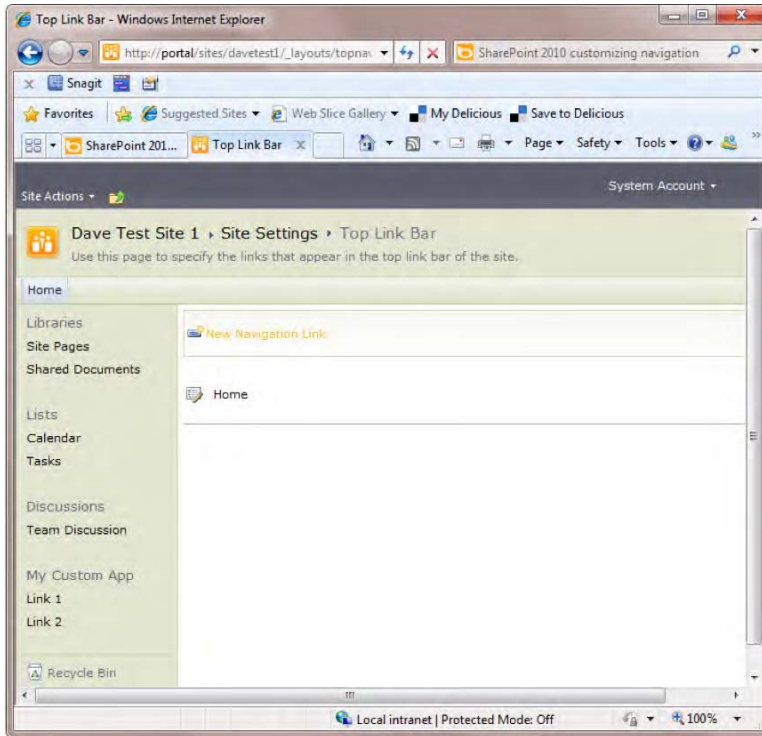 Top Link Bar - Windows Internet Explorer
http://portal/sites/davetest1/_layouts/topnav
SharePoint 2010 customizing navigation
x Snagit
Favorites Suggested Sites Web Slice Gallery My Delicious Save to Delicious
SharePoint 201... Top Link Bar x Page Safety Tools »
Site Actions System Account
Dave Test Site 1 Site Settings Top Link Bar
Use this page to specify the links that appear in the top link bar of the site.
Home
Libraries
Site Pages
Shared Documents
Lists
Calendar
Tasks
Discussions
Team Discussion
My Custom App
Link 1
Link 2
Recycle Bin
New Navigation Link
Home
Local intranet | Protected Mode: Off 100%